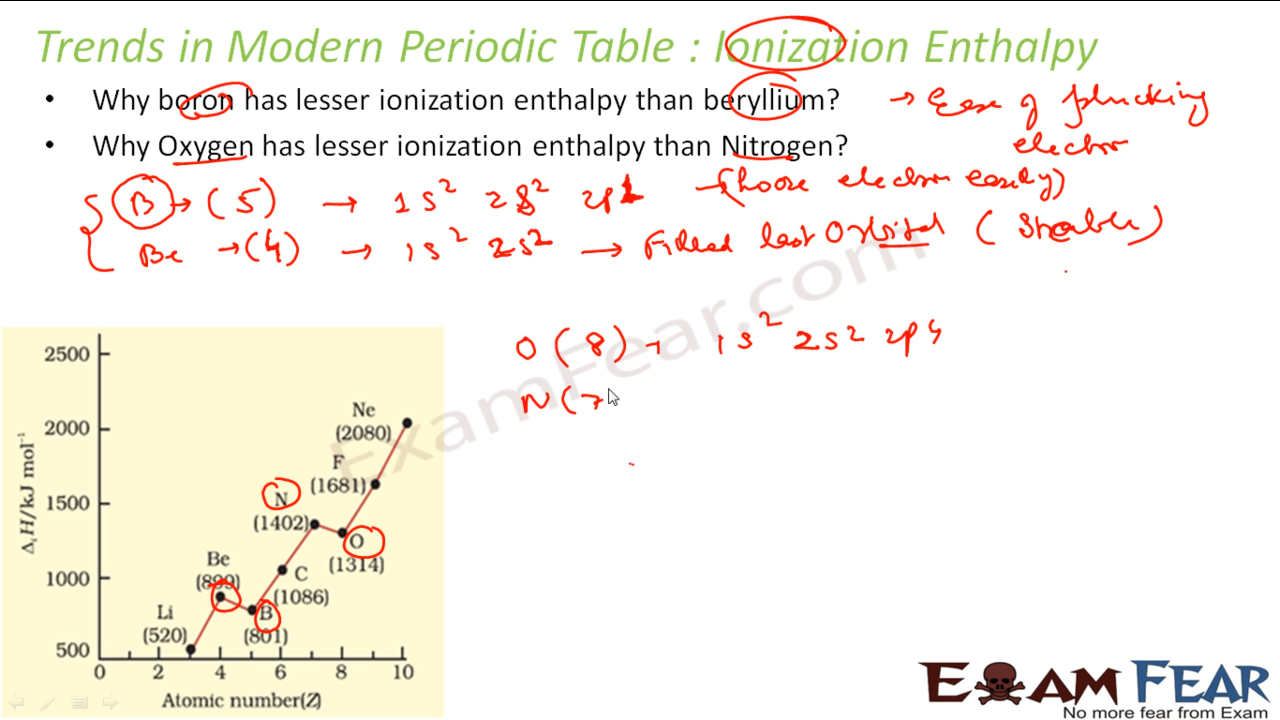 Trends in Modern Periodic Table : Ionization Enthalpy
• Why boron has lesser ionization enthalpy than beryllium? → Ease of plucking electron
• Why Oxygen has lesser ionization enthalpy than Nitrogen?
B → (5) → 1s² 2s² 2p1 → (loose electron easily)
Be → (4) → 1s² 2s² → Filled last Orbital (Stable)
O (8) → 1s² 2s² 2p4
N (7
ExamFear.com
2500
2000
1500
1000
500
ΔᵢH/kJ mol⁻¹
Ne
(2080)
F
(1681)
N
(1402)
O
(1314)
C
(1086)
Be
(899)
B
(801)
Li
(520)
0 2 4 6 8 10
Atomic number(Z)
EXAM FEAR
No more fear from Exam